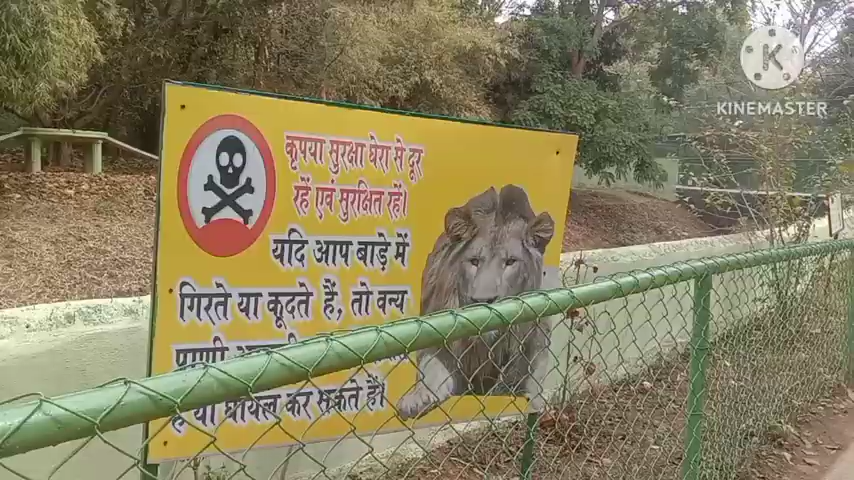 KINEMASTER
कृपया सुरक्षा घेरा से दूर
रहें एवं सुरक्षित रहें।
यदि आप बाड़े में
गिरते या कूदते हैं, तो वन्य
या घायल कर सकते हैं।